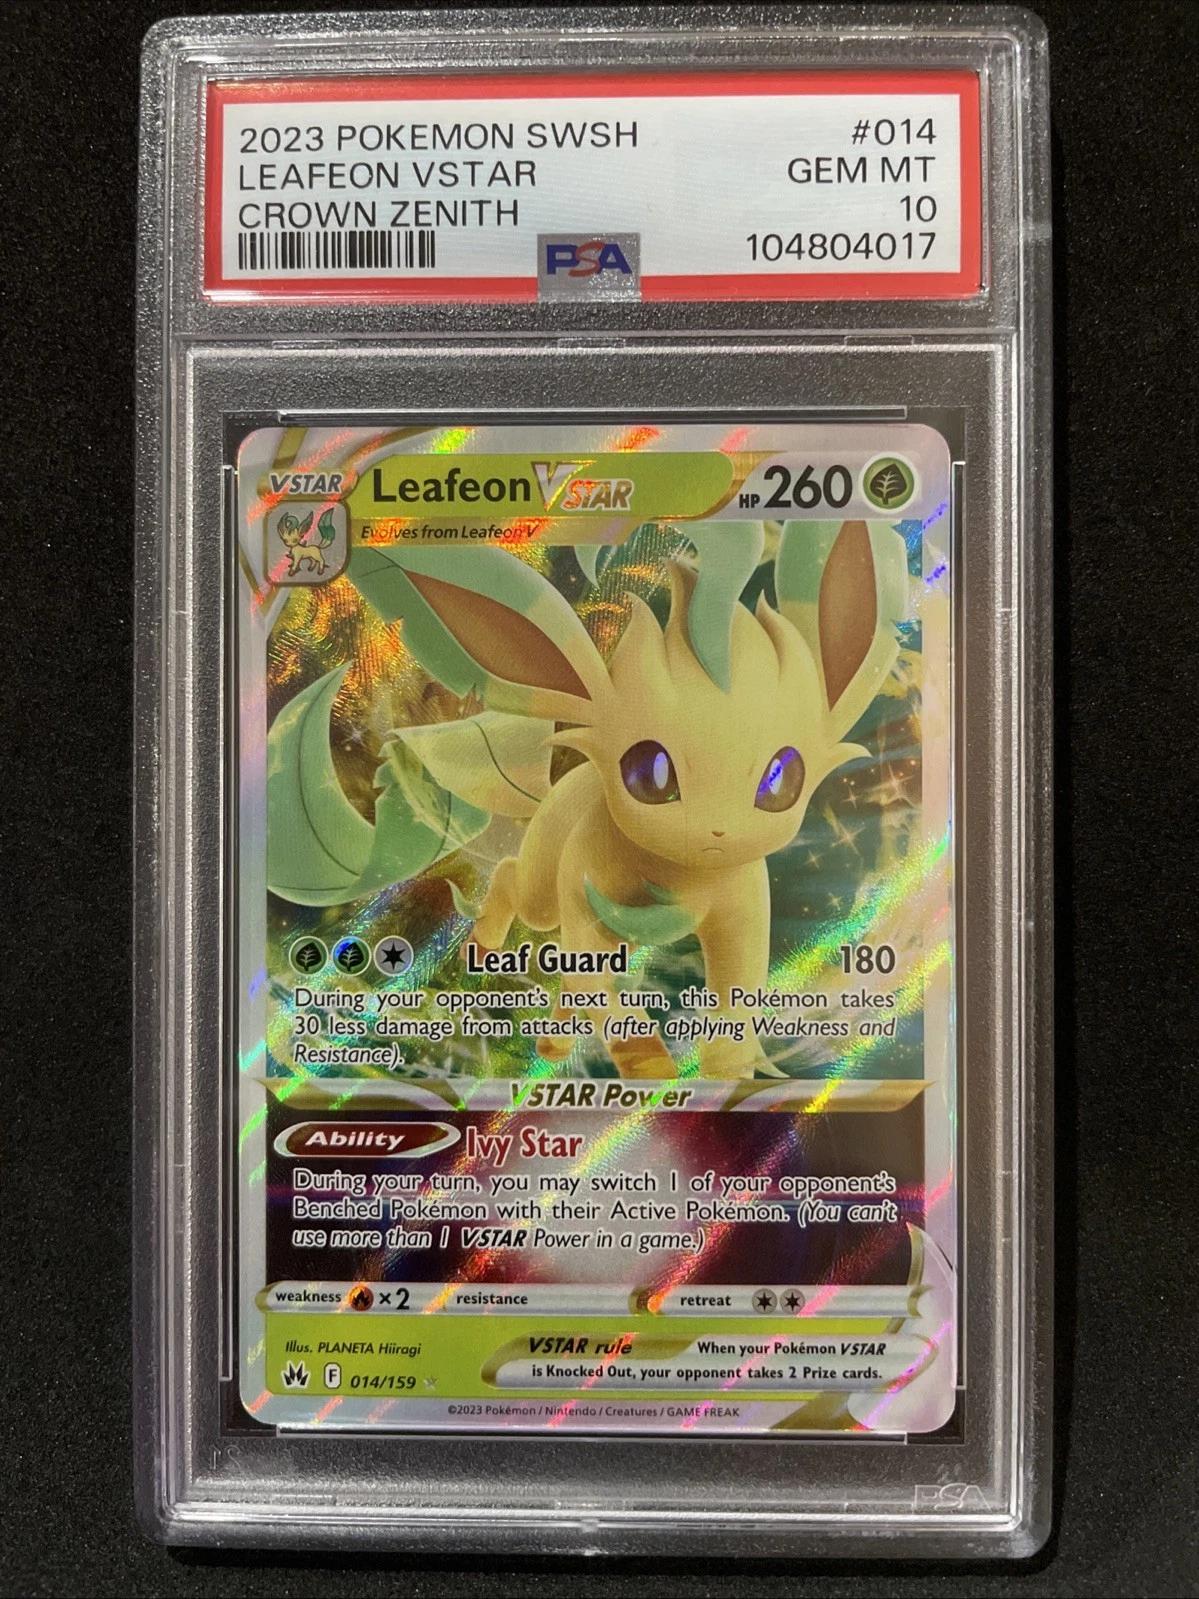 2023 POKEMON SWSH #014
LEAFEON VSTAR GEM MT
CROWN ZENITH 10
PSA 104804017
VSTAR Leafeon VSTAR HP 260
Evolves from Leafeon V
Leaf Guard 180
During your opponent's next turn, this Pokémon takes
30 less damage from attacks (after applying Weakness and
Resistance).
VSTAR Power
Ability Ivy Star
During your turn, you may switch 1 of your opponent's
Benched Pokémon with their Active Pokémon. (You can't
use more than 1 VSTAR Power in a game.)
weakness ×2 resistance retreat
Illus. PLANETA Hiiragi
VSTAR rule When your Pokémon VSTAR
is Knocked Out, your opponent takes 2 Prize cards.
F 014/159
©2023 Pokémon / Nintendo / Creatures / GAME FREAK
PSA